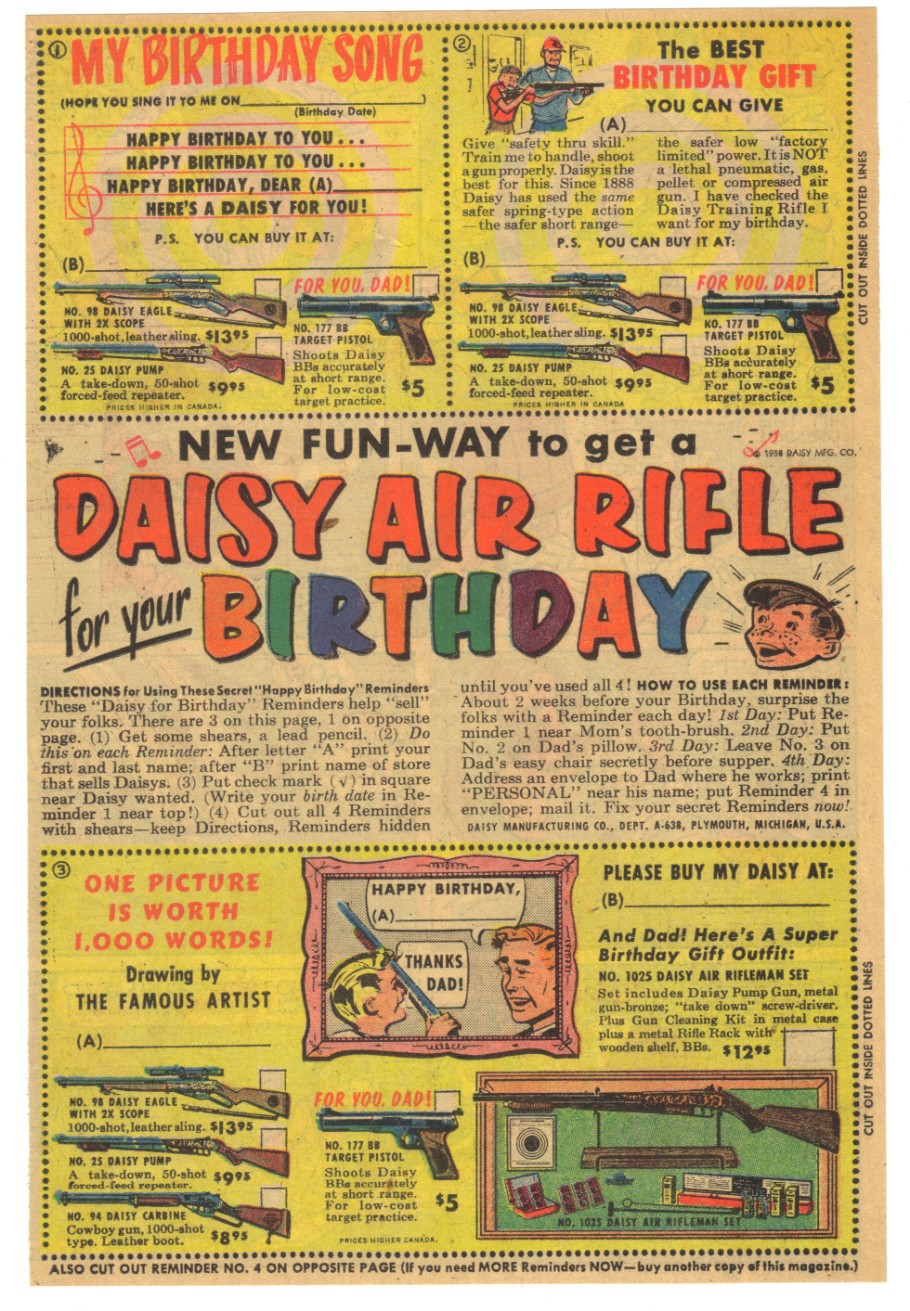 ①
MY BIRTHDAY SONG
(HOPE YOU SING IT TO ME ON____________________)
(Birthday Date)
HAPPY BIRTHDAY TO YOU...
HAPPY BIRTHDAY TO YOU...
HAPPY BIRTHDAY, DEAR (A)__________
HERE'S A DAISY FOR YOU!
P.S. YOU CAN BUY IT AT:
(B)____________________
NO. 98 DAISY EAGLE
WITH 2X SCOPE
1000-shot, leather sling. $13.95
NO. 25 DAISY PUMP
A take-down, 50-shot
forced-feed repeater. $9.95
PRICES HIGHER IN CANADA.
FOR YOU, DAD!
NO. 177 BB
TARGET PISTOL
Shoots Daisy
BBs accurately
at short range.
For low-cost
target practice. $5
②
The BEST
BIRTHDAY GIFT
YOU CAN GIVE
(A)____________________
Give "safety thru skill."
Train me to handle, shoot
a gun properly. Daisy is the
best for this. Since 1888
Daisy has used the same
safer spring-type action
—the safer short range—
the safer low "factory
limited" power. It is NOT
a lethal pneumatic, gas,
pellet or compressed air
gun. I have checked the
Daisy Training Rifle I
want for my birthday.
P.S. YOU CAN BUY IT AT:
(B)____________________
NO. 98 DAISY EAGLE
WITH 2X SCOPE
1000-shot, leather sling. $13.95
NO. 25 DAISY PUMP
A take-down, 50-shot
forced-feed repeater. $9.95
PRICES HIGHER IN CANADA
FOR YOU, DAD!
NO. 177 BB
TARGET PISTOL
Shoots Daisy
BBs accurately
at short range.
For low-cost
target practice. $5
CUT OUT INSIDE DOTTED LINES
NEW FUN-WAY to get a
© 1958 DAISY MFG. CO.
DAISY AIR RIFLE
for your BIRTHDAY
DIRECTIONS for Using These Secret "Happy Birthday" Reminders
These "Daisy for Birthday" Reminders help "sell"
your folks. There are 3 on this page, 1 on opposite
page. (1) Get some shears, a lead pencil. (2) Do
this on each Reminder: After letter "A" print your
first and last name; after "B" print name of store
that sells Daisys. (3) Put check mark (√) in square
near Daisy wanted. (Write your birth date in Re-
minder 1 near top!) (4) Cut out all 4 Reminders
with shears—keep Directions, Reminders hidden
until you've used all 4! HOW TO USE EACH REMINDER:
About 2 weeks before your Birthday, surprise the
folks with a Reminder each day! 1st Day: Put Re-
minder 1 near Mom's tooth-brush. 2nd Day: Put
No. 2 on Dad's pillow. 3rd Day: Leave No. 3 on
Dad's easy chair secretly before supper. 4th Day:
Address an envelope to Dad where he works; print
"PERSONAL" near his name; put Reminder 4 in
envelope; mail it. Fix your secret Reminders now!
DAISY MANUFACTURING CO., DEPT. A-638, PLYMOUTH, MICHIGAN, U.S.A.
③
ONE PICTURE
IS WORTH
1,000 WORDS!
Drawing by
THE FAMOUS ARTIST
(A)____________________
HAPPY BIRTHDAY,
(A)__________
THANKS
DAD!
PLEASE BUY MY DAISY AT:
(B)____________________
And Dad! Here's A Super
Birthday Gift Outfit:
NO. 1025 DAISY AIR RIFLEMAN SET
Set includes Daisy Pump Gun, metal
gun-bronze; "take down" screw-driver.
Plus Gun Cleaning Kit in metal case
plus a metal Rifle Rack with
wooden shelf, BBs. $12.95
NO. 98 DAISY EAGLE
WITH 2X SCOPE
1000-shot, leather sling. $13.95
NO. 25 DAISY PUMP
A take-down, 50-shot
forced-feed repeater. $9.95
NO. 94 DAISY CARBINE
Cowboy gun, 1000-shot
type. Leather boot. $8.95
FOR YOU, DAD!
NO. 177 BB
TARGET PISTOL
Shoots Daisy
BBs accurately
at short range.
For low-cost
target practice. $5
PRICES HIGHER CANADA.
NO. 1025 DAISY AIR RIFLEMAN SET
CUT OUT INSIDE DOTTED LINES
ALSO CUT OUT REMINDER NO. 4 ON OPPOSITE PAGE (If you need MORE Reminders NOW—buy another copy of this magazine.)